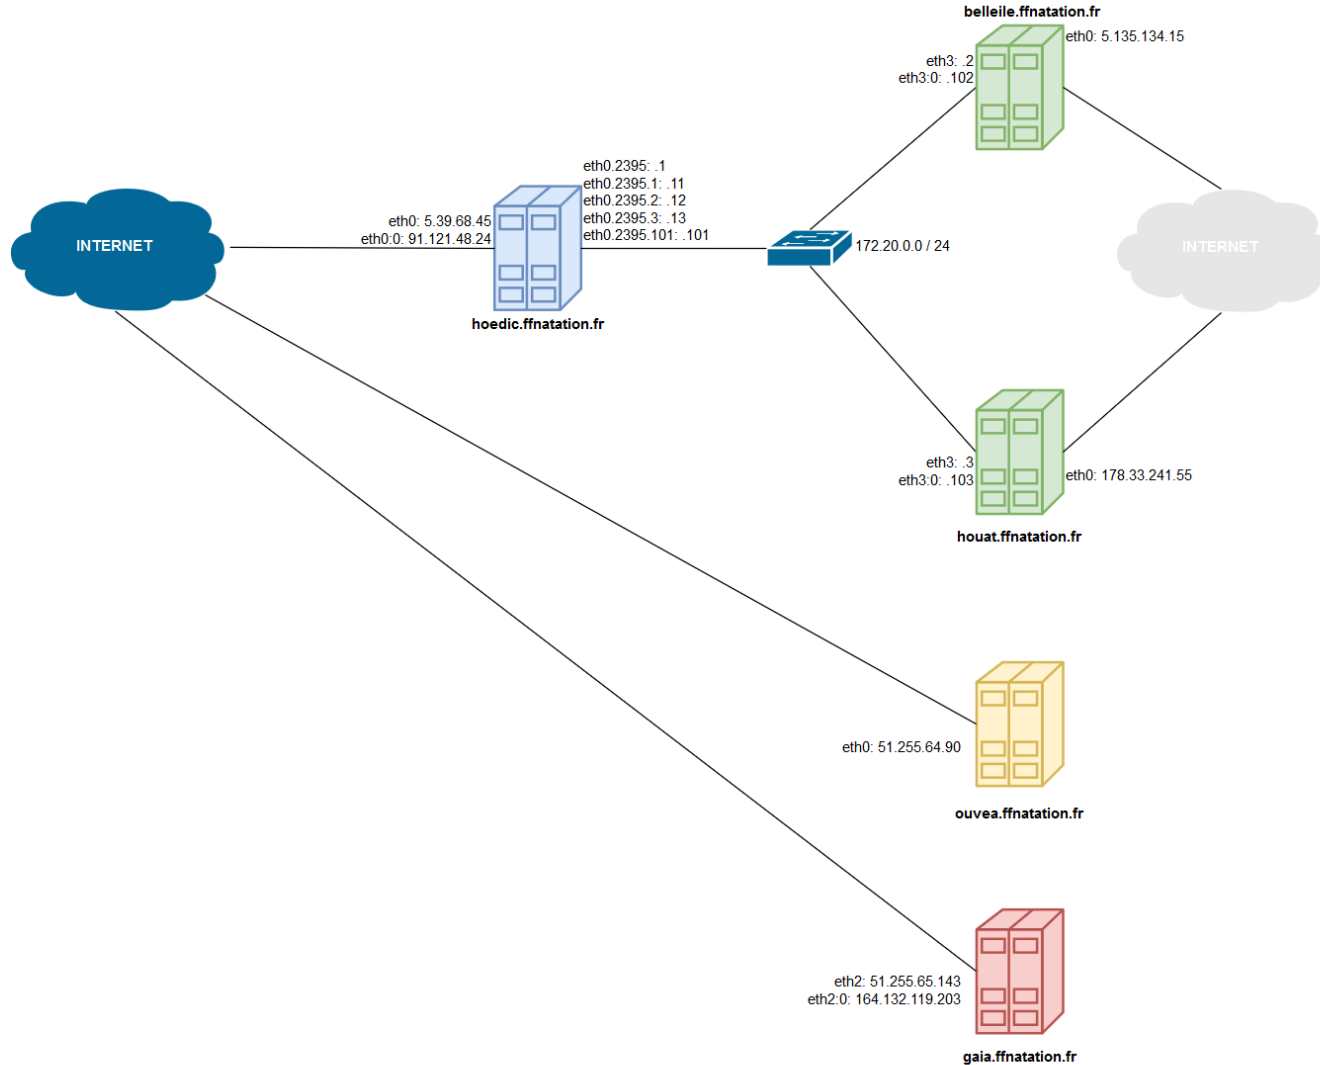 belleile.ffnatation.fr
eth0: 5.135.134.15
eth3: .2
eth3:0: .102
eth0.2395: .1
eth0.2395.1: .11
eth0.2395.2: .12
eth0.2395.3: .13
eth0.2395.101: .101
eth0: 5.39.68.45
eth0:0: 91.121.48.24
INTERNET
172.20.0.0 / 24
INTERNET
hoedic.ffnatation.fr
eth3: .3
eth3:0: .103
eth0: 178.33.241.55
houat.ffnatation.fr
eth0: 51.255.64.90
ouvea.ffnatation.fr
eth2: 51.255.65.143
eth2:0: 164.132.119.203
gaia.ffnatation.fr